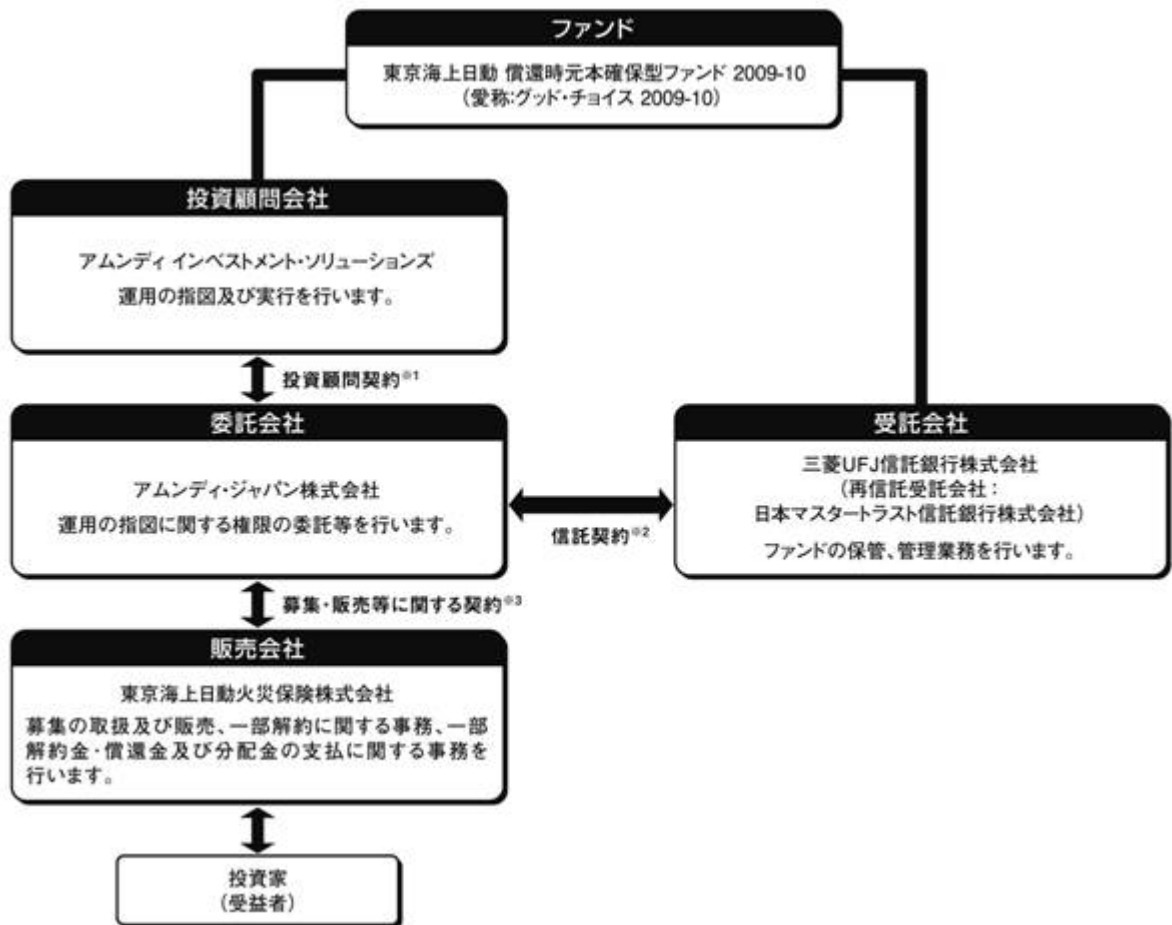 ファンド
東京海上日動 償還時元本確保型ファンド 2009-10
(愛称:グッド・チョイス 2009-10)
投資顧問会社
アムンディ インベストメント・ソリューションズ
運用の指図及び実行を行います。
投資顧問契約※1
委託会社
アムンディ・ジャパン株式会社
運用の指図に関する権限の委託等を行います。
信託契約※2
受託会社
三菱UFJ信託銀行株式会社
(再信託受託会社:
日本マスタートラスト信託銀行株式会社)
ファンドの保管、管理業務を行います。
募集・販売等に関する契約※3
販売会社
東京海上日動火災保険株式会社
募集の取扱及び販売、一部解約に関する事務、一部
解約金・償還金及び分配金の支払に関する事務を
行います。
投資家
(受益者)